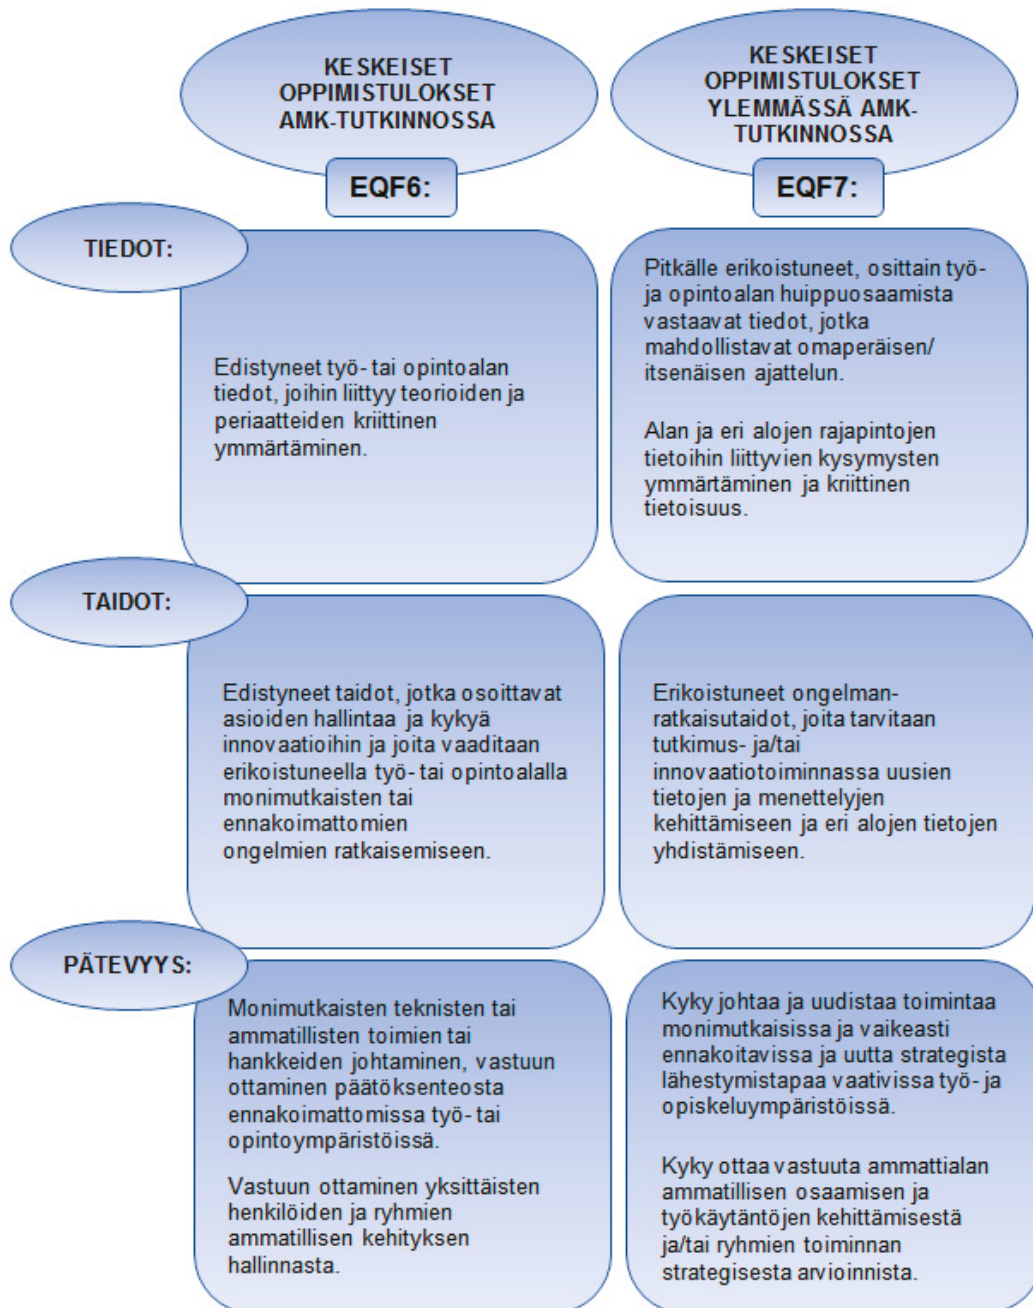 KESKEISET
OPPIMISTULOKSET
AMK-TUTKINNOSSA
KESKEISET
OPPIMISTULOKSET
YLEMMÄSSÄ AMK-
TUTKINNOSSA
EQF6:
EQF7:
TIEDOT:
Edistyneet työ- tai opintoalan
tiedot, joihin liittyy teorioiden ja
periaatteiden kriittinen
ymmärtäminen.
Pitkälle erikoistuneet, osittain työ-
ja opintoalan huippuosaamista
vastaavat tiedot, jotka
mahdollistavat omaperäisen/
itsenäisen ajattelun.
Alan ja eri alojen rajapintojen
tietoihin liittyvien kysymysten
ymmärtäminen ja kriittinen
tietoisuus.
TAIDOT:
Edistyneet taidot, jotka osoittavat
asioiden hallintaa ja kykyä
innovaatioihin ja joita vaaditaan
erikoistuneella työ- tai opintoalalla
monimutkaisten tai
ennakoimattomien
ongelmien ratkaisemiseen.
Erikoistuneet ongelman-
ratkaisutaidot, joita tarvitaan
tutkimus- ja/tai
innovaatiotoiminnassa uusien
tietojen ja menettelyjen
kehittämiseen ja eri alojen tietojen
yhdistämiseen.
PÄTEVYYS:
Monimutkaisten teknisten tai
ammatillisten toimien tai
hankkeiden johtaminen, vastuun
ottaminen päätöksenteosta
ennakoimattomissa työ- tai
opintoympäristöissä.
Vastuun ottaminen yksittäisten
henkilöiden ja ryhmien
ammatillisen kehityksen
hallinnasta.
Kyky johtaa ja uudistaa toimintaa
monimutkaisissa ja vaikeasti
ennakoitavissa ja uutta strategista
lähestymistapaa vaativissa työ- ja
opiskeluympäristöissä.
Kyky ottaa vastuuta ammattialan
ammatillisen osaamisen ja
työkäytäntöjen kehittämisestä
ja/tai ryhmien toiminnan
strategisesta arvioinnista.